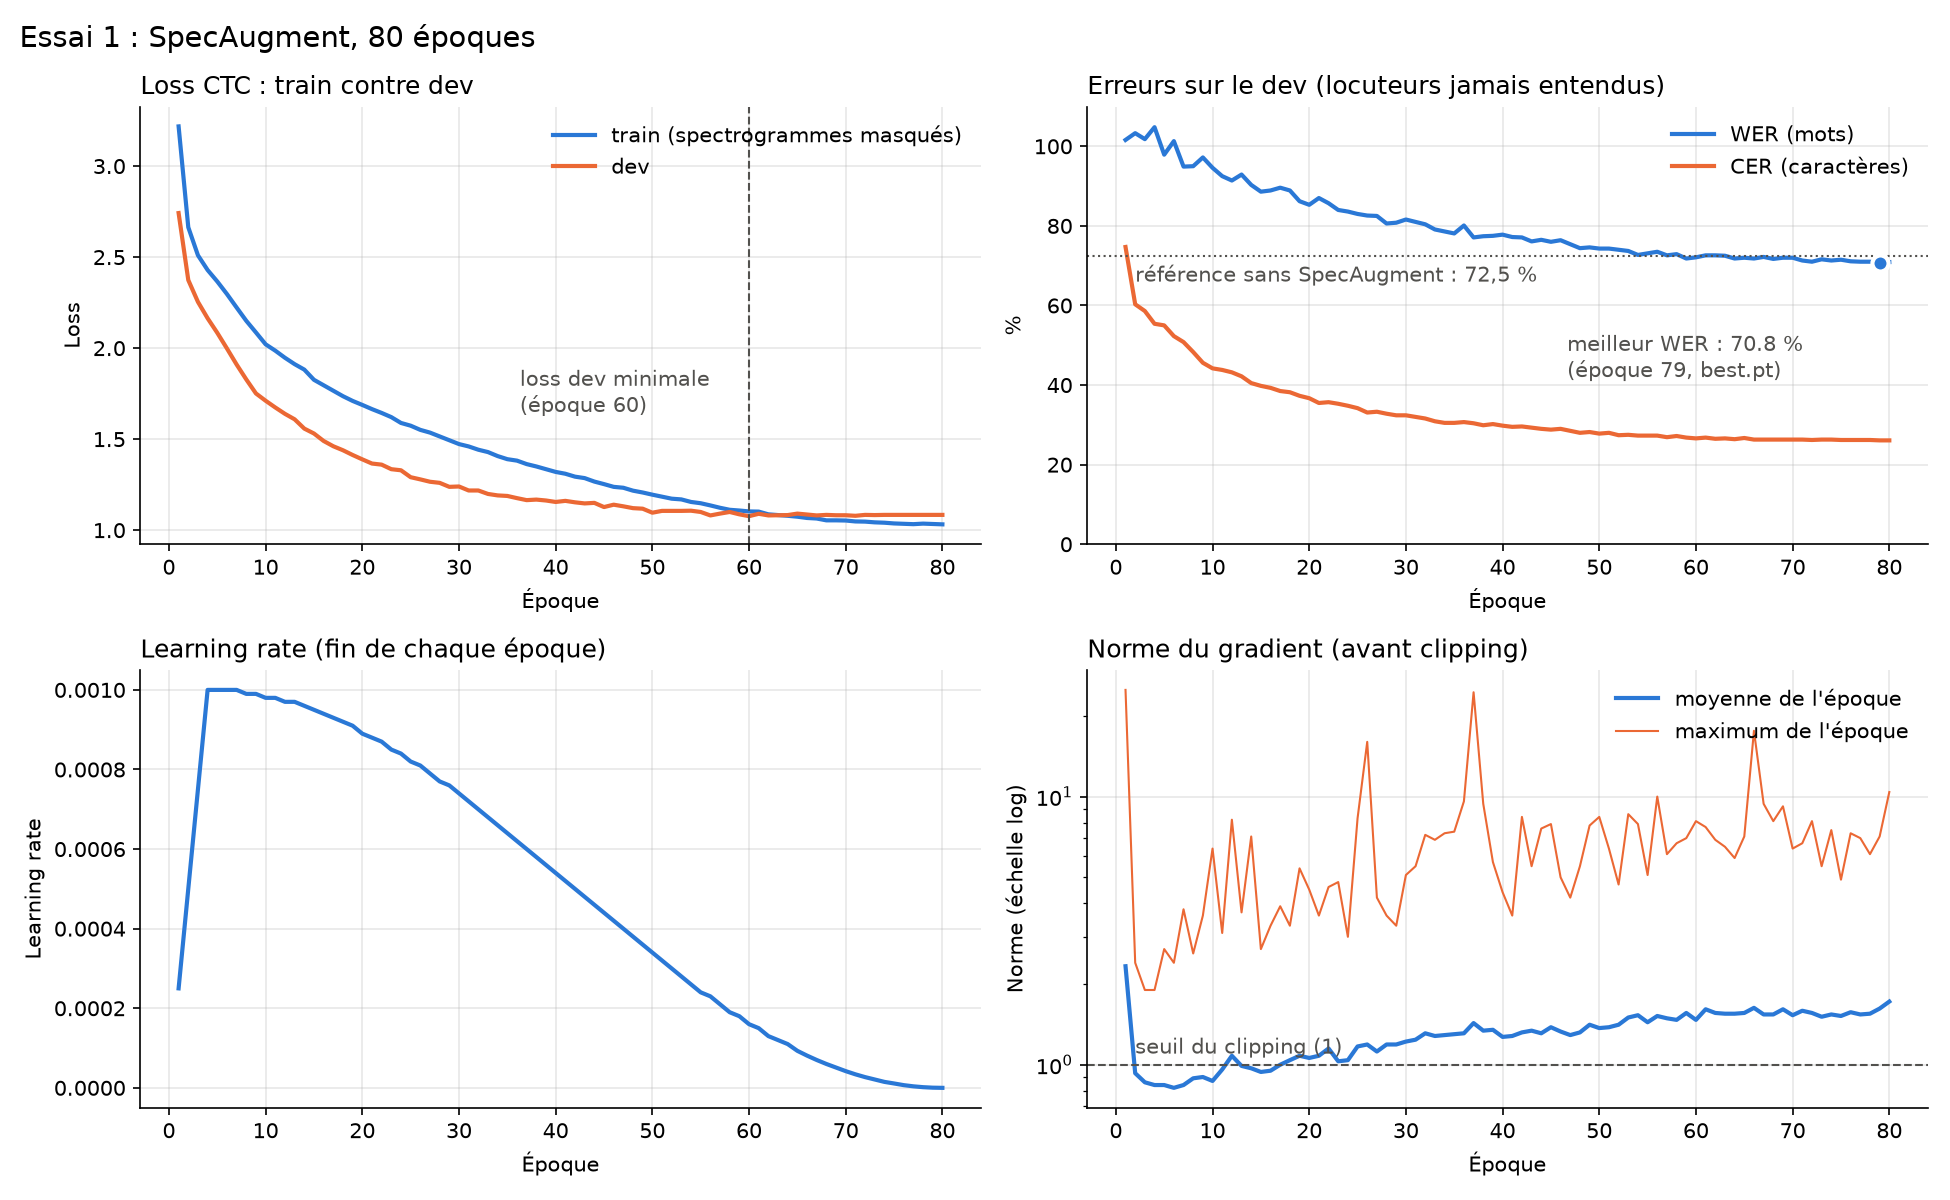 Essai 1 : SpecAugment, 80 époques
Loss CTC : train contre dev
train (spectrogrammes masqués)
dev
loss dev minimale
(époque 60)
Loss
3.0
2.5
2.0
1.5
1.0
0 10 20 30 40 50 60 70 80
Époque
Erreurs sur le dev (locuteurs jamais entendus)
WER (mots)
CER (caractères)
référence sans SpecAugment : 72,5 %
meilleur WER : 70.8 %
(époque 79, best.pt)
%
100
80
60
40
20
0
0 10 20 30 40 50 60 70 80
Époque
Learning rate (fin de chaque époque)
Learning rate
0.0010
0.0008
0.0006
0.0004
0.0002
0.0000
0 10 20 30 40 50 60 70 80
Époque
Norme du gradient (avant clipping)
moyenne de l'époque
maximum de l'époque
seuil du clipping (1)
Norme (échelle log)
10¹
10⁰
0 10 20 30 40 50 60 70 80
Époque